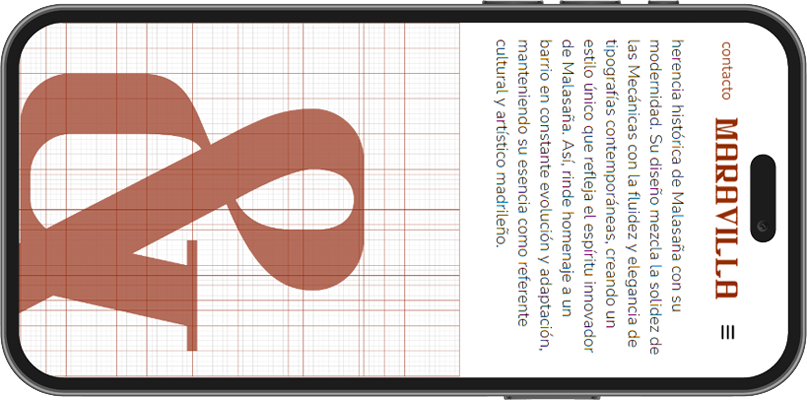 contacto MARAVILLA
herencia histórica de Malasaña con su
modernidad. Su diseño mezcla la solidez de
las Mecánicas con la fluidez y elegancia de
tipografías contemporáneas, creando un
estilo único que refleja el espíritu innovador
de Malasaña. Así, rinde homenaje a un
barrio en constante evolución y adaptación,
manteniendo su esencia como referente
cultural y artístico madrileño.
&